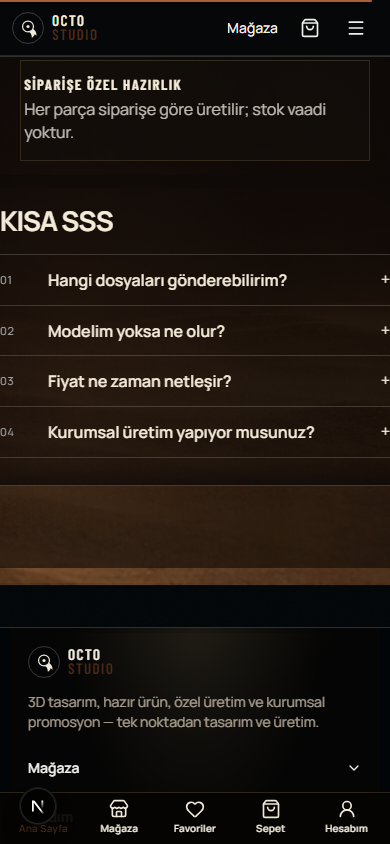 OCTO
STUDIO
Mağaza
SİPARİŞE ÖZEL HAZIRLIK
Her parça siparişe göre üretilir; stok vaadi
yoktur.
KISA SSS
01 Hangi dosyaları gönderebilirim? +
02 Modelim yoksa ne olur? +
03 Fiyat ne zaman netleşir? +
04 Kurumsal üretim yapıyor musunuz? +
OCTO
STUDIO
3D tasarım, hazır ürün, özel üretim ve kurumsal
promosyon — tek noktadan tasarım ve üretim.
Mağaza
N
Ana Sayfa Mağaza Favoriler Sepet Hesabım